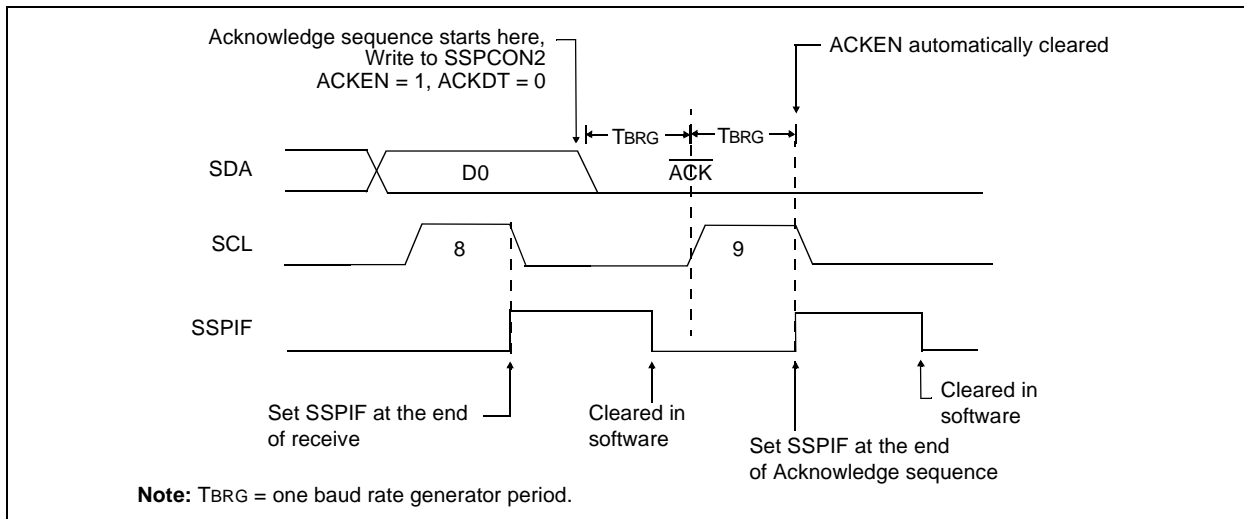 Acknowledge sequence starts here,
Write to SSPCON2
ACKEN = 1, ACKDT = 0
ACKEN automatically cleared
TBRG
TBRG
SDA
D0
ACK
SCL
8
9
SSPIF
Set SSPIF at the end
of receive
Cleared in
software
Set SSPIF at the end
of Acknowledge sequence
Cleared in
software
Note: TBRG = one baud rate generator period.